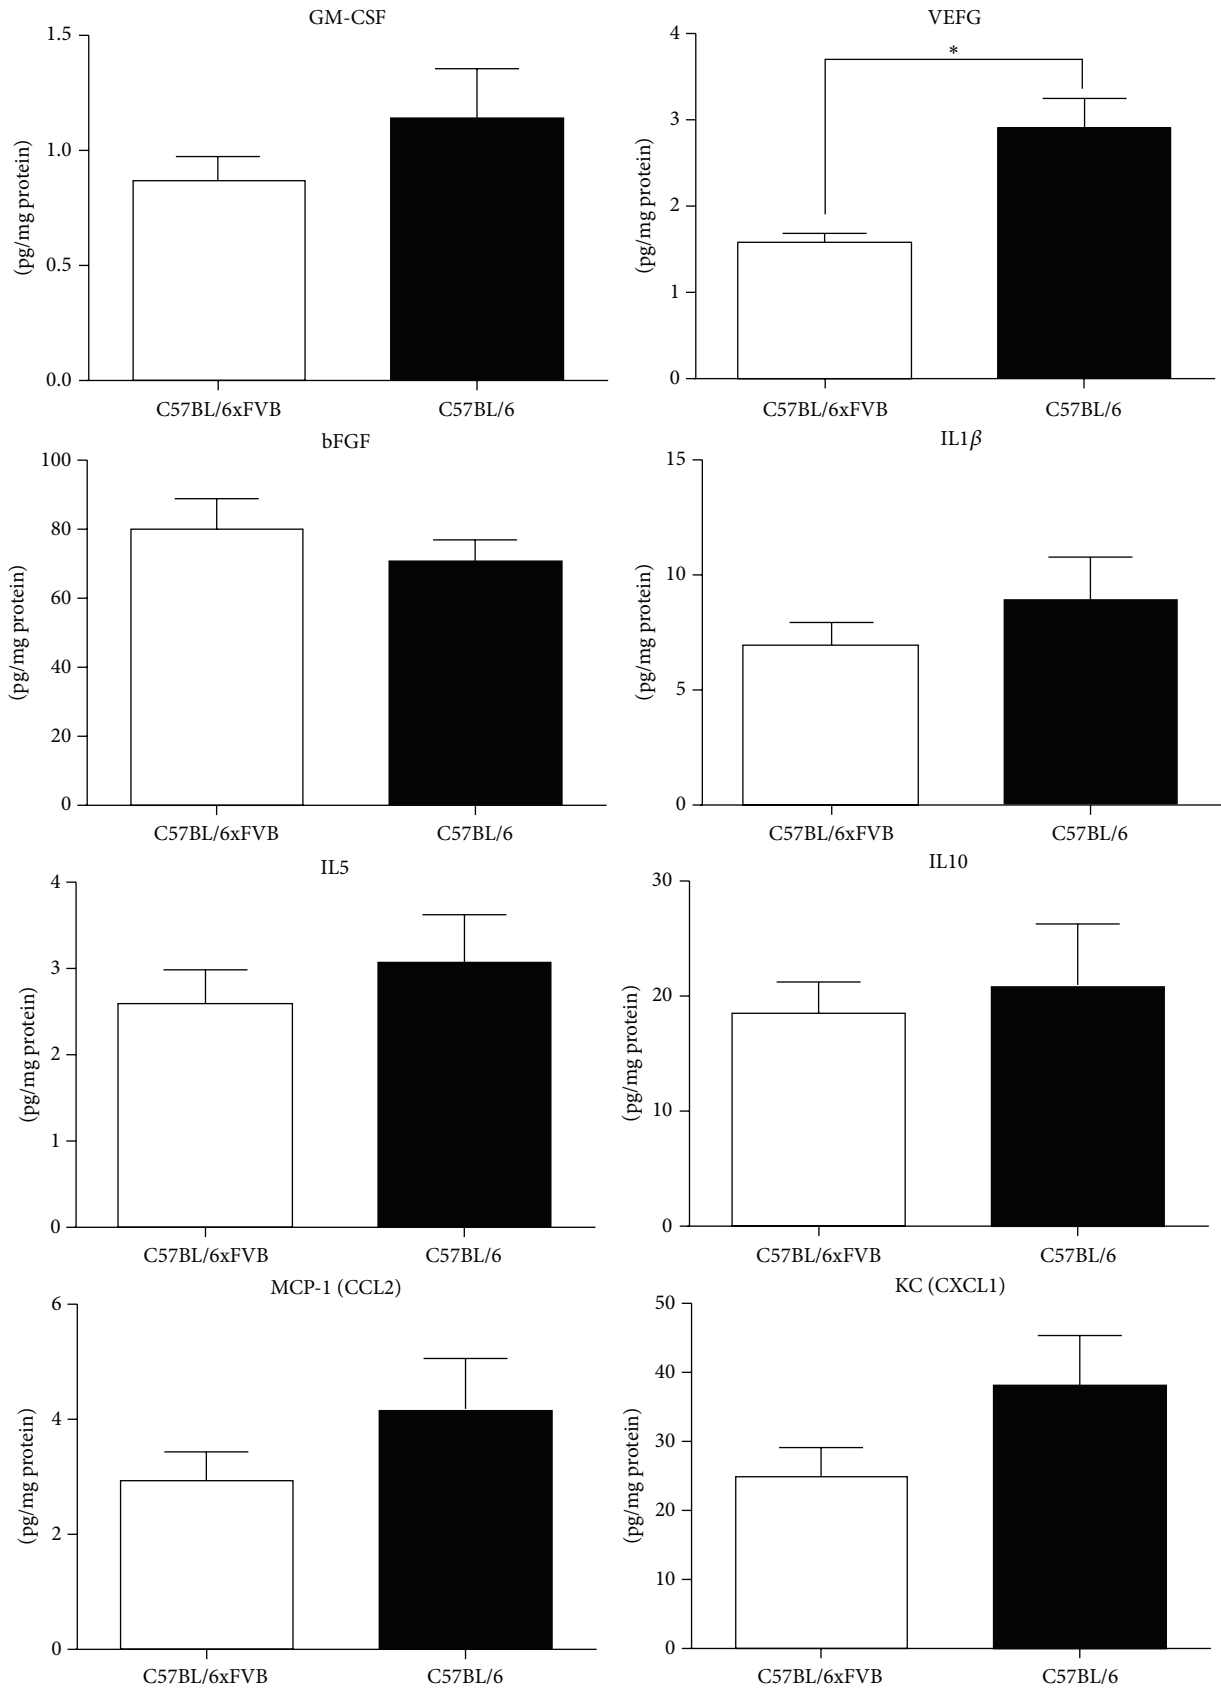 GM-CSF
1.5
1.0
0.5
0.0
(pg/mg protein)
C57BL/6xFVB
C57BL/6
VEFG
4
3
2
1
0
(pg/mg protein)
*
C57BL/6xFVB
C57BL/6
bFGF
100
80
60
40
20
0
(pg/mg protein)
C57BL/6xFVB
C57BL/6
IL1β
15
10
5
0
(pg/mg protein)
C57BL/6xFVB
C57BL/6
IL5
4
3
2
1
0
(pg/mg protein)
C57BL/6xFVB
C57BL/6
IL10
30
20
10
0
(pg/mg protein)
C57BL/6xFVB
C57BL/6
MCP-1 (CCL2)
6
4
2
0
(pg/mg protein)
C57BL/6xFVB
C57BL/6
KC (CXCL1)
50
40
30
20
10
0
(pg/mg protein)
C57BL/6xFVB
C57BL/6